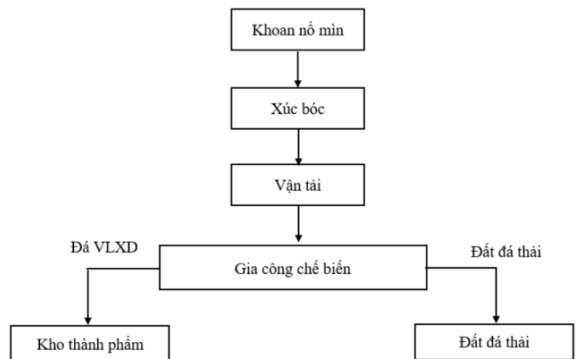 Khoan nổ mìn
Xúc bóc
Vận tải
Đá VLXD
Đất đá thải
Gia công chế biến
Kho thành phẩm
Đất đá thải